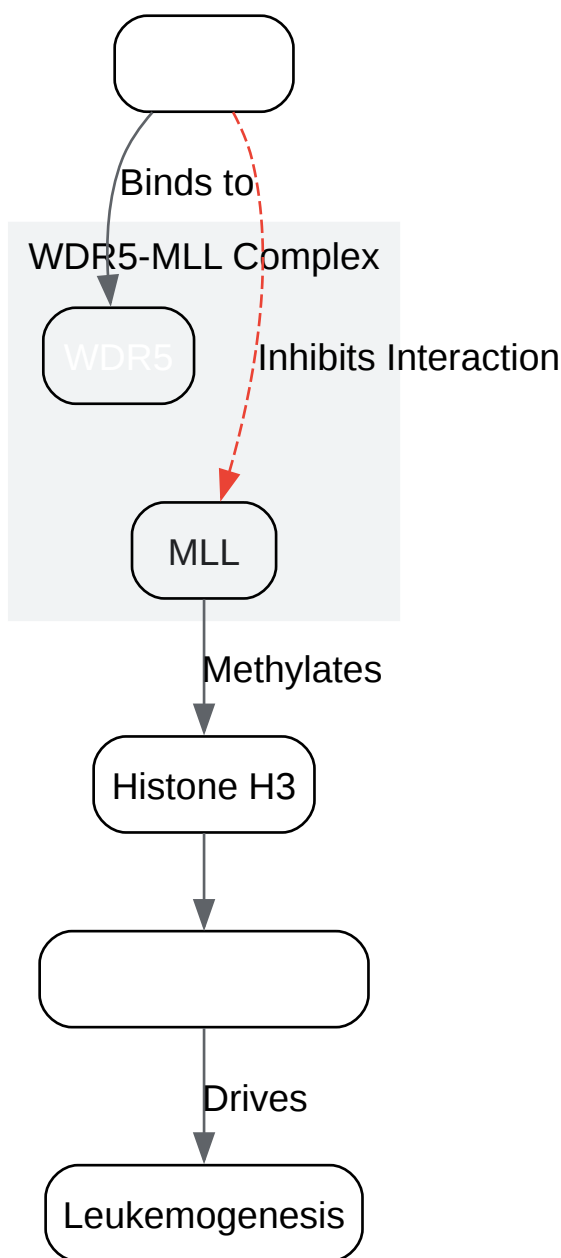 Binds to
WDR5-MLL Complex
WDR5
Inhibits Interaction
MLL
Methylates
Histone H3
Drives
Leukemogenesis